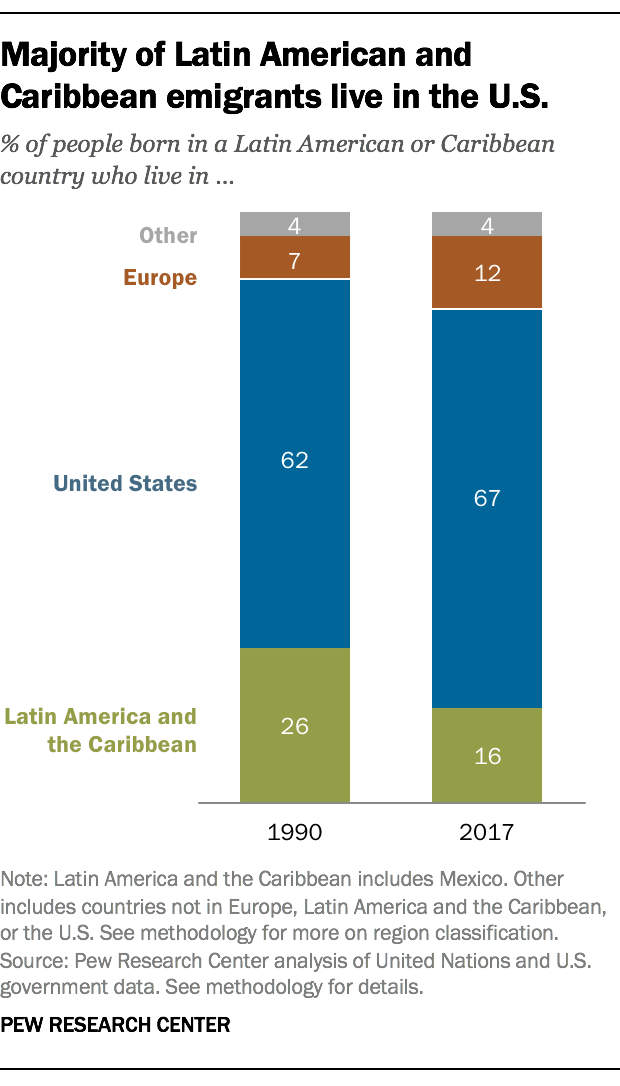 Majority of Latin American and
Caribbean emigrants live in the U.S.
% of people born in a Latin American or Caribbean
country who live in ...
Other
4
4
Europe
7
12
United States
62
67
Latin America and
the Caribbean
26
16
1990
2017
Note: Latin America and the Caribbean includes Mexico. Other
includes countries not in Europe, Latin America and the Caribbean,
or the U.S. See methodology for more on region classification.
Source: Pew Research Center analysis of United Nations and U.S.
government data. See methodology for details.
PEW RESEARCH CENTER